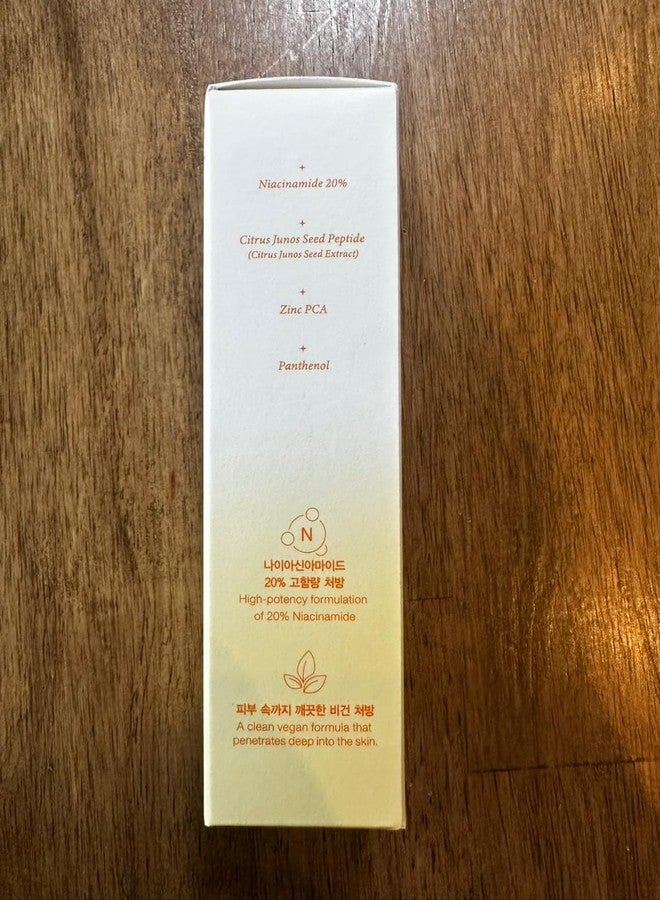 Niacinamide 20%
Citrus Junos Seed Peptide
(Citrus Junos Seed Extract)
Zinc PCA
Panthenol
N
나이아신아마이드
20% 고함량 처방
High-potency formulation
of 20% Niacinamide
피부 속까지 깨끗한 비건 처방
A clean vegan formula that
penetrates deep into the skin.